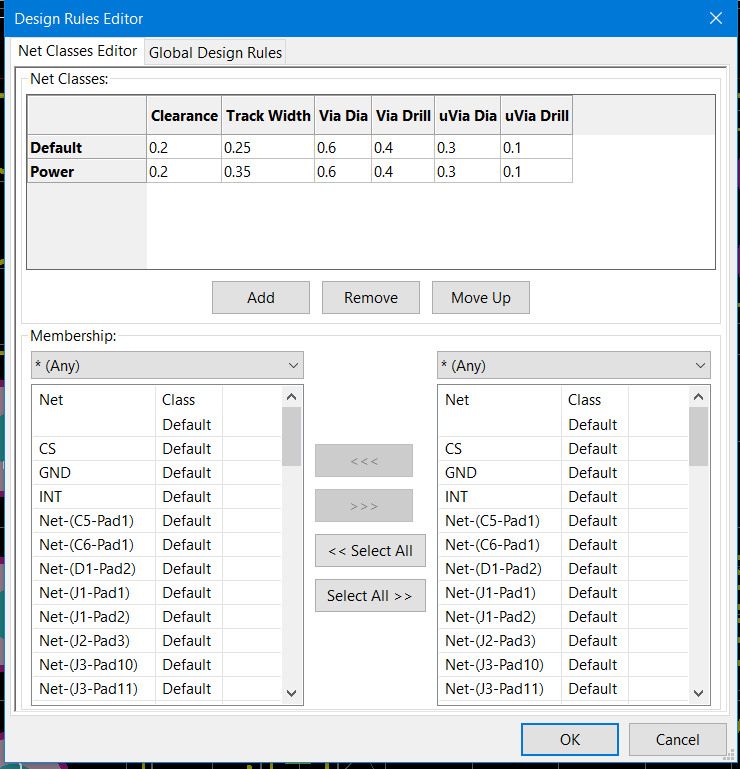 Design Rules Editor
Net Classes Editor Global Design Rules
Net Classes:
Clearance Track Width Via Dia Via Drill uVia Dia uVia Drill
Default 0.2 0.25 0.6 0.4 0.3 0.1
Power 0.2 0.35 0.6 0.4 0.3 0.1
Add Remove Move Up
Membership:
* (Any) * (Any)
Net Class Net Class
Default Default
CS Default CS Default
GND Default GND Default
INT Default INT Default
Net-(C5-Pad1) Default Net-(C5-Pad1) Default
Net-(C6-Pad1) Default Net-(C6-Pad1) Default
Net-(D1-Pad2) Default Net-(D1-Pad2) Default
Net-(J1-Pad1) Default Net-(J1-Pad1) Default
Net-(J1-Pad2) Default Net-(J1-Pad2) Default
Net-(J2-Pad3) Default Net-(J2-Pad3) Default
Net-(J3-Pad10) Default Net-(J3-Pad10) Default
Net-(J3-Pad11) Default Net-(J3-Pad11) Default
<<<
>>>
<< Select All
Select All >>
OK Cancel